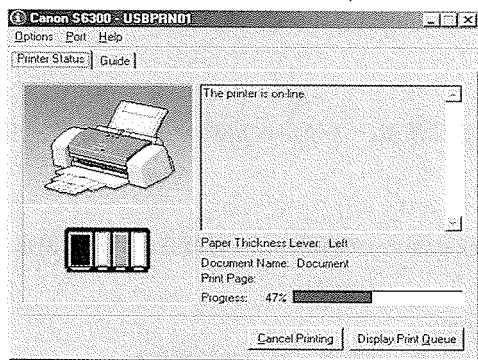 Canon S6300 - USBPRN01
Options Port Help
Printer Status Guide
The printer is on-line.
Paper Thickness Lever: Left
Document Name: Document
Print Page:
Progress: 47%
Cancel Printing Display Print Queue